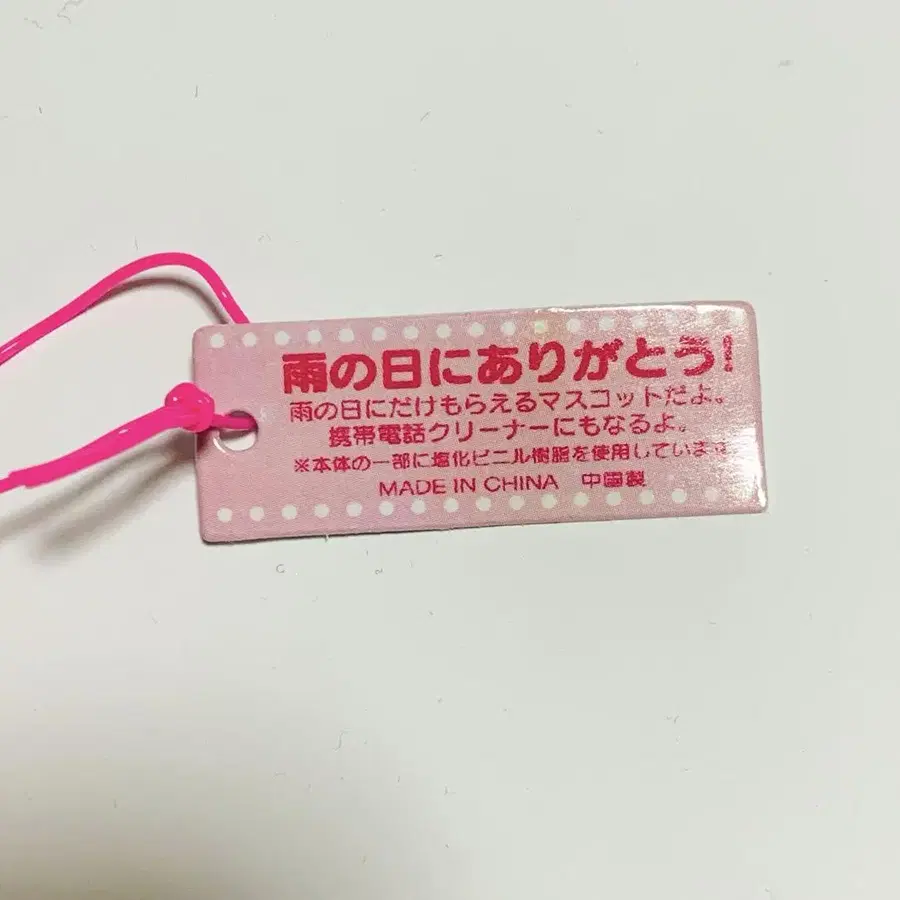 雨の日にありがとう!
雨の日にだけもらえるマスコットだよ。
携帯電話クリーナーにもなるよ。
※本体の一部に塩化ビニル樹脂を使用しています
MADE IN CHINA 中国製